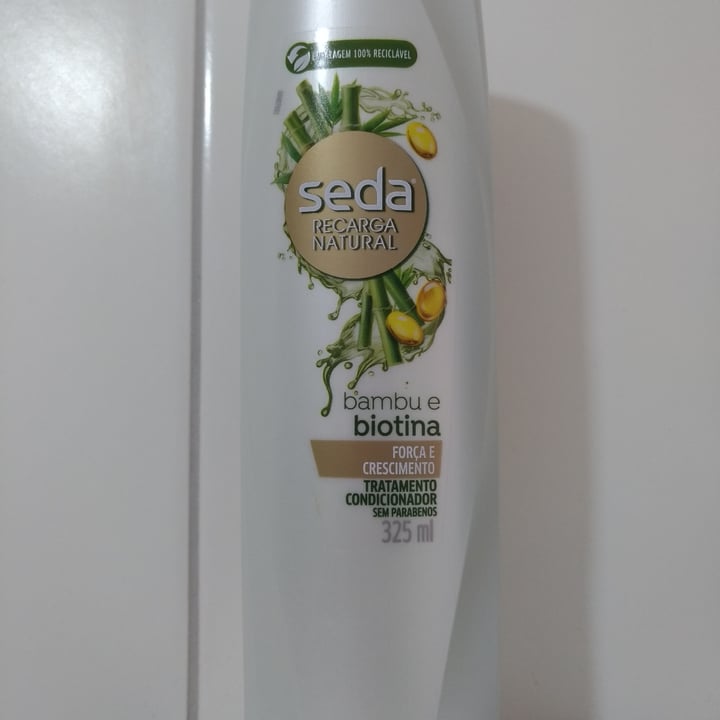 EMBALAGEM 100% RECICLÁVEL
seda
RECARGA
NATURAL
bambu e
biotina
FORÇA E
CRESCIMENTO
TRATAMENTO
CONDICIONADOR
SEM PARABENOS
325 ml